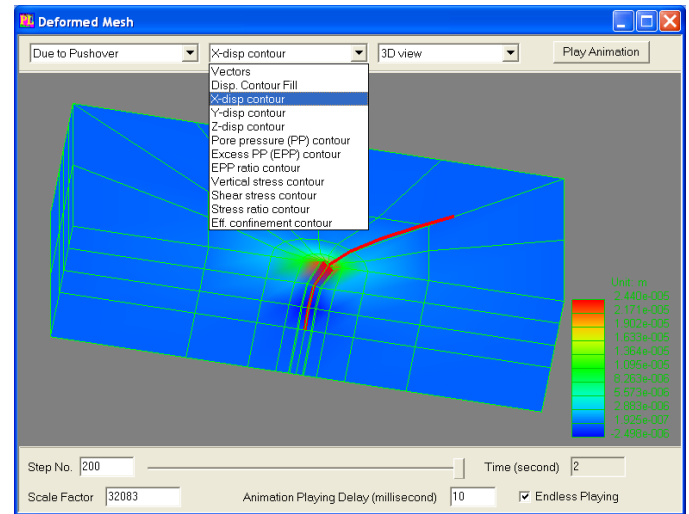 PL Deformed Mesh
Due to Pushover X-disp contour 3D view Play Animation
Vectors
Disp. Contour Fill
X-disp contour
Y-disp contour
Z-disp contour
Pore pressure (PP) contour
Excess PP (EPP) contour
EPP ratio contour
Vertical stress contour
Shear stress contour
Stress ratio contour
Eff. confinement contour
Step No. 200 Time (second) 2
Scale Factor 32083 Animation Playing Delay (millisecond) 10 Endless Playing